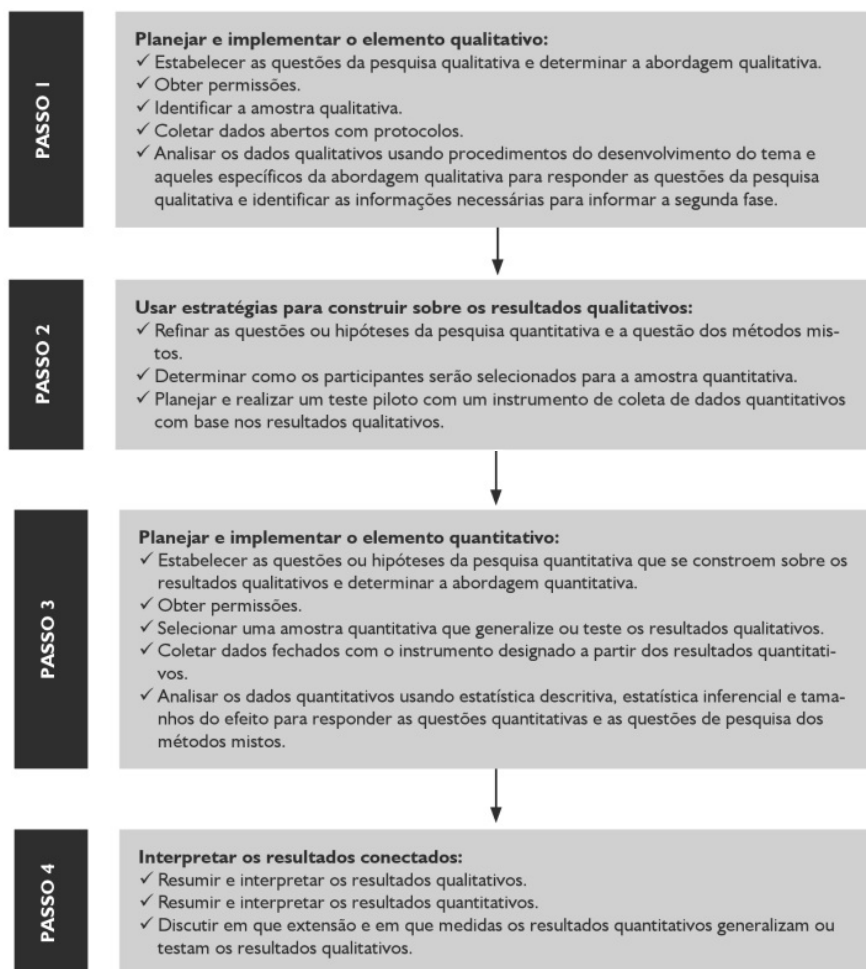 PASSO 1
Planejar e implementar o elemento qualitativo:
✓ Estabelecer as questões da pesquisa qualitativa e determinar a abordagem qualitativa.
✓ Obter permissões.
✓ Identificar a amostra qualitativa.
✓ Coletar dados abertos com protocolos.
✓ Analisar os dados qualitativos usando procedimentos do desenvolvimento do tema e
aqueles específicos da abordagem qualitativa para responder as questões da pesquisa
qualitativa e identificar as informações necessárias para informar a segunda fase.
PASSO 2
Usar estratégias para construir sobre os resultados qualitativos:
✓ Refinar as questões ou hipóteses da pesquisa quantitativa e a questão dos métodos mis-
tos.
✓ Determinar como os participantes serão selecionados para a amostra quantitativa.
✓ Planejar e realizar um teste piloto com um instrumento de coleta de dados quantitativos
com base nos resultados qualitativos.
PASSO 3
Planejar e implementar o elemento quantitativo:
✓ Estabelecer as questões ou hipóteses da pesquisa quantitativa que se constroem sobre os
resultados qualitativos e determinar a abordagem quantitativa.
✓ Obter permissões.
✓ Selecionar uma amostra quantitativa que generalize ou teste os resultados qualitativos.
✓ Coletar dados fechados com o instrumento designado a partir dos resultados quantitati-
vos.
✓ Analisar os dados quantitativos usando estatística descritiva, estatística inferencial e tama-
nhos do efeito para responder as questões quantitativas e as questões de pesquisa dos
métodos mistos.
PASSO 4
Interpretar os resultados conectados:
✓ Resumir e interpretar os resultados qualitativos.
✓ Resumir e interpretar os resultados quantitativos.
✓ Discutir em que extensão e em que medidas os resultados quantitativos generalizam ou
testam os resultados qualitativos.